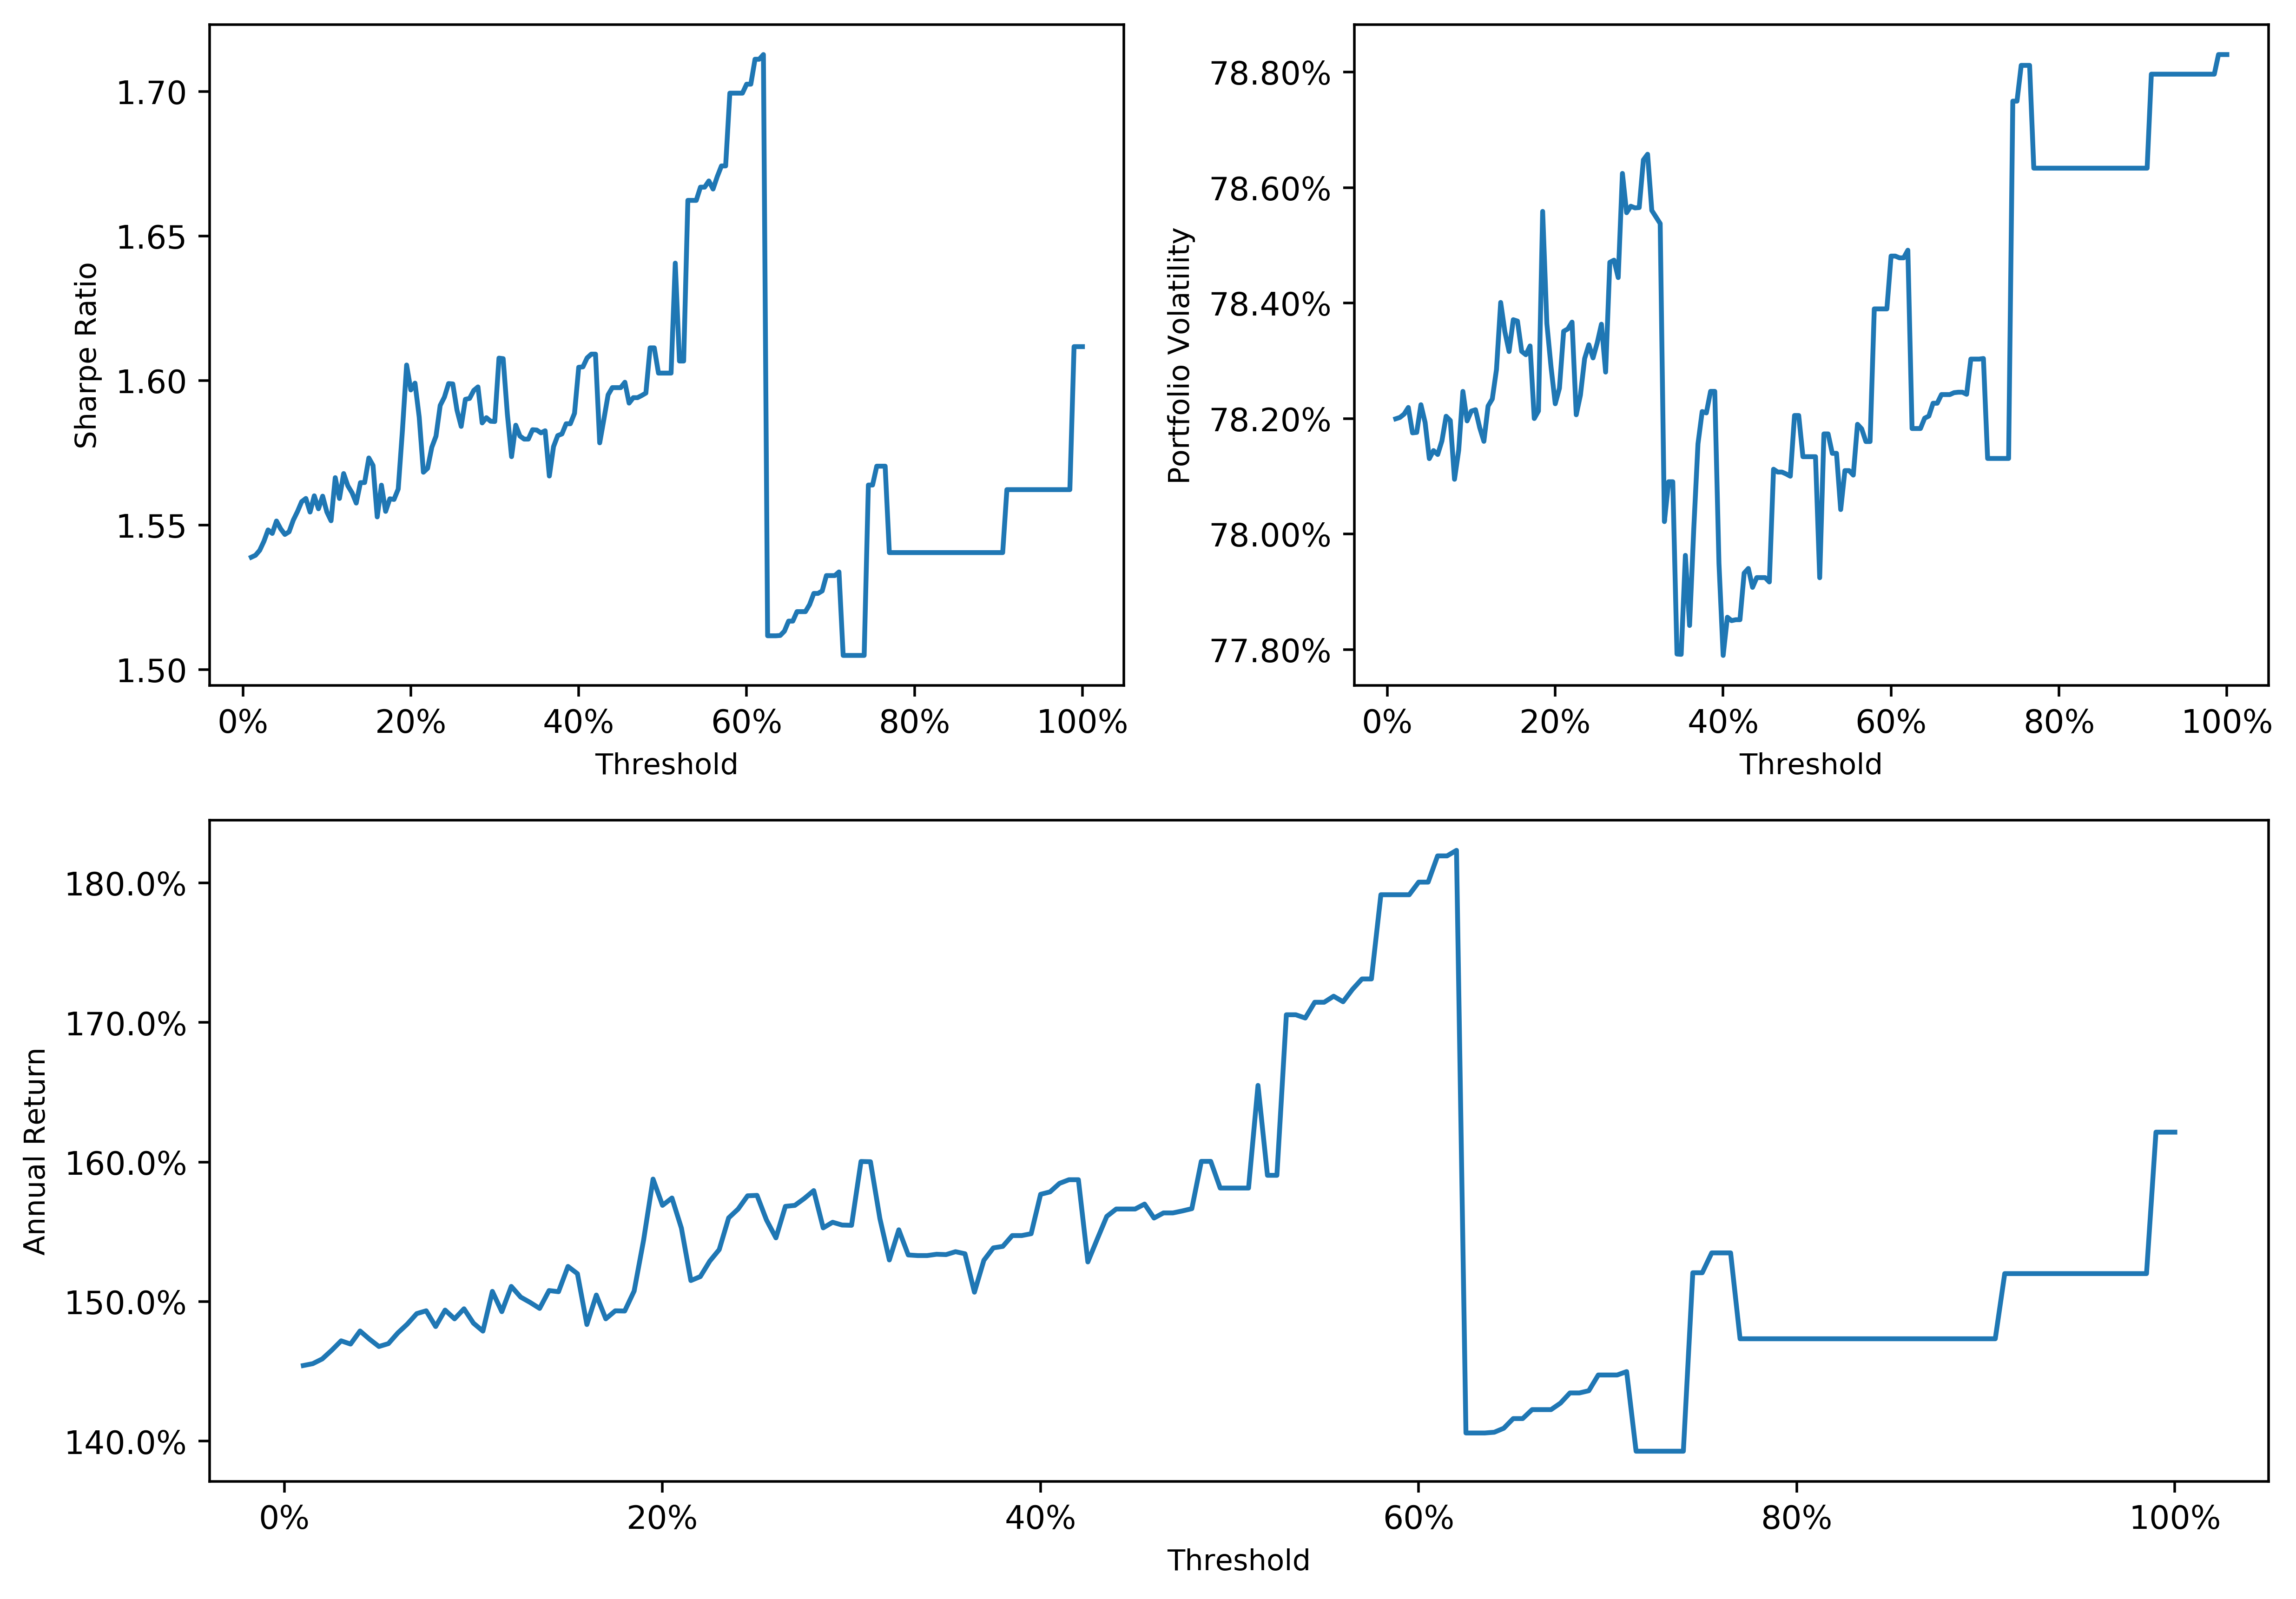 1.70
1.65
1.60
1.55
1.50
Sharpe Ratio
0% 20% 40% 60% 80% 100%
Threshold
78.80%
78.60%
78.40%
78.20%
78.00%
77.80%
Portfolio Volatility
0% 20% 40% 60% 80% 100%
Threshold
180.0%
170.0%
160.0%
150.0%
140.0%
Annual Return
0% 20% 40% 60% 80% 100%
Threshold